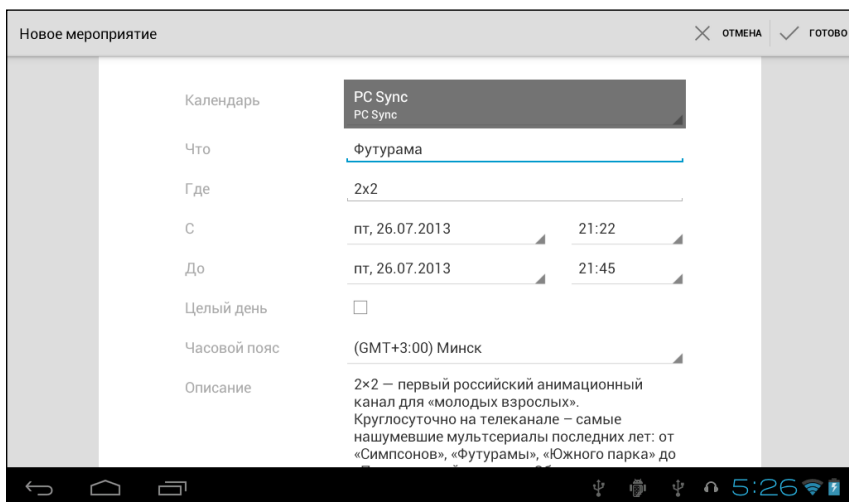 Новое мероприятие
ОТМЕНА
ГОТОВО
Календарь
PC Sync
PC Sync
Что
Футурама
Где
2x2
С
пт, 26.07.2013
21:22
До
пт, 26.07.2013
21:45
Целый день
Часовой пояс
(GMT+3:00) Минск
Описание
2×2 — первый российский анимационный
канал для «молодых взрослых».
Круглосуточно на телеканале – самые
нашумевшие мультсериалы последних лет: от
«Симпсонов», «Футурамы», «Южного парка» до
5:26